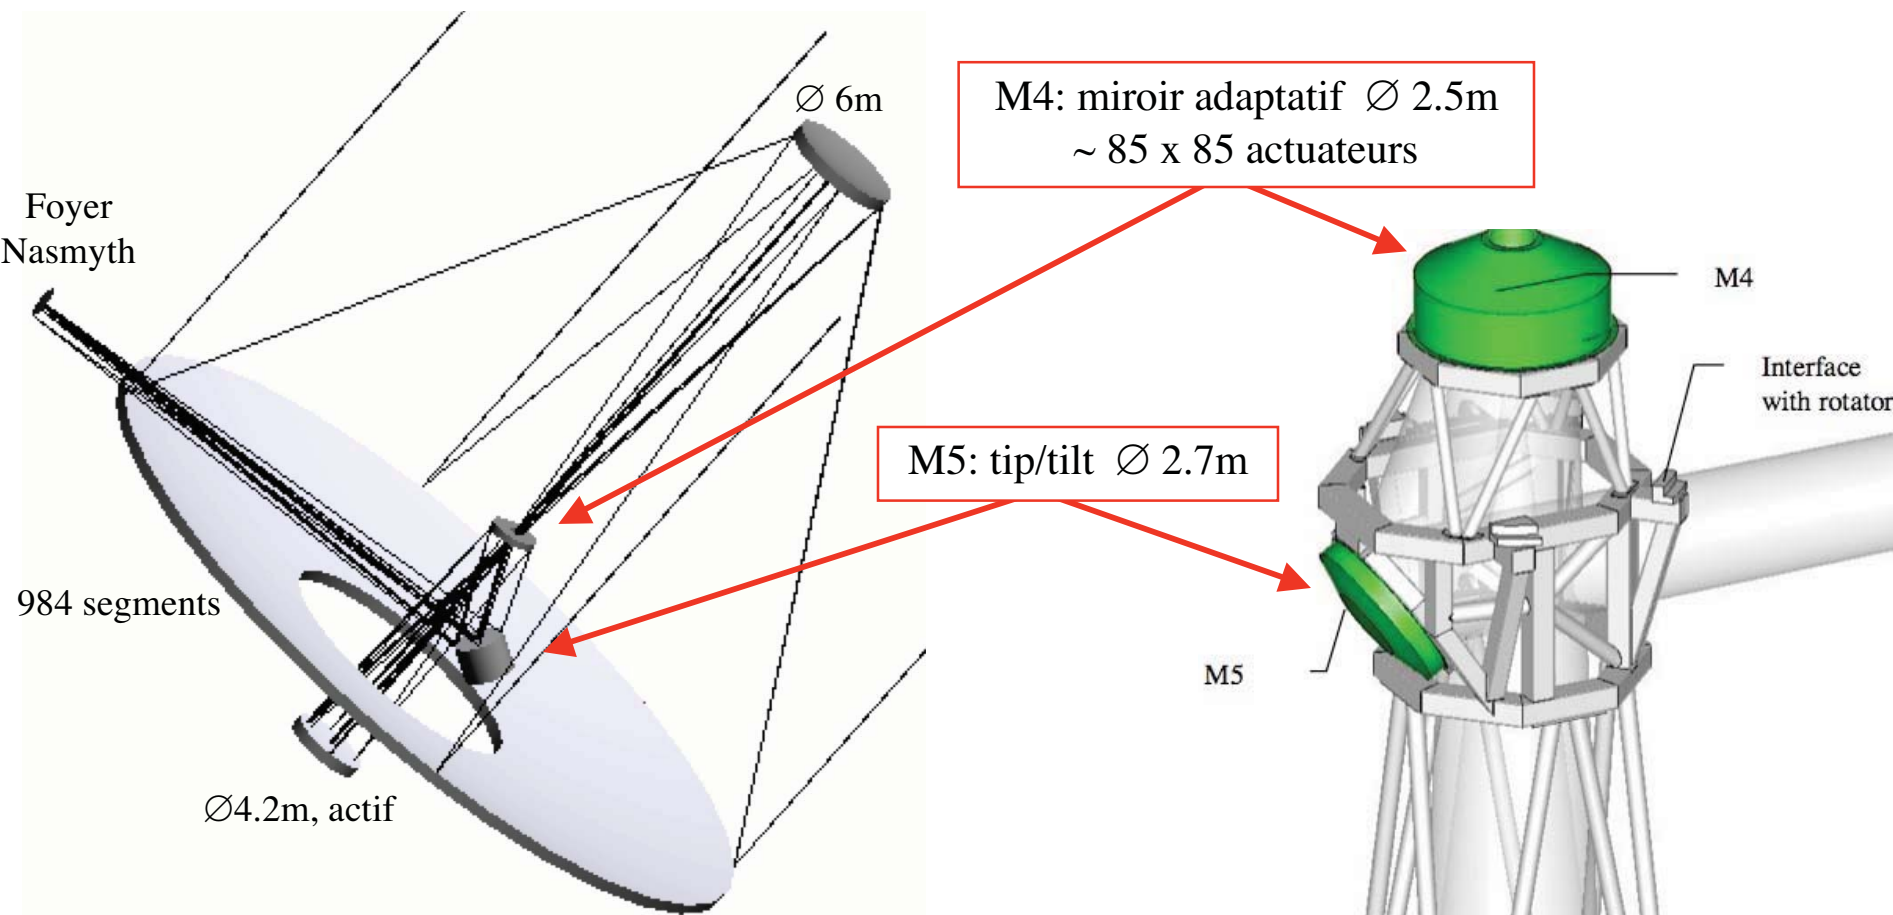 ∅ 6m
M4: miroir adaptatif ∅ 2.5m
~ 85 x 85 actuateurs
Foyer
Nasmyth
M4
Interface
with rotator
M5: tip/tilt ∅ 2.7m
984 segments
M5
∅4.2m, actif